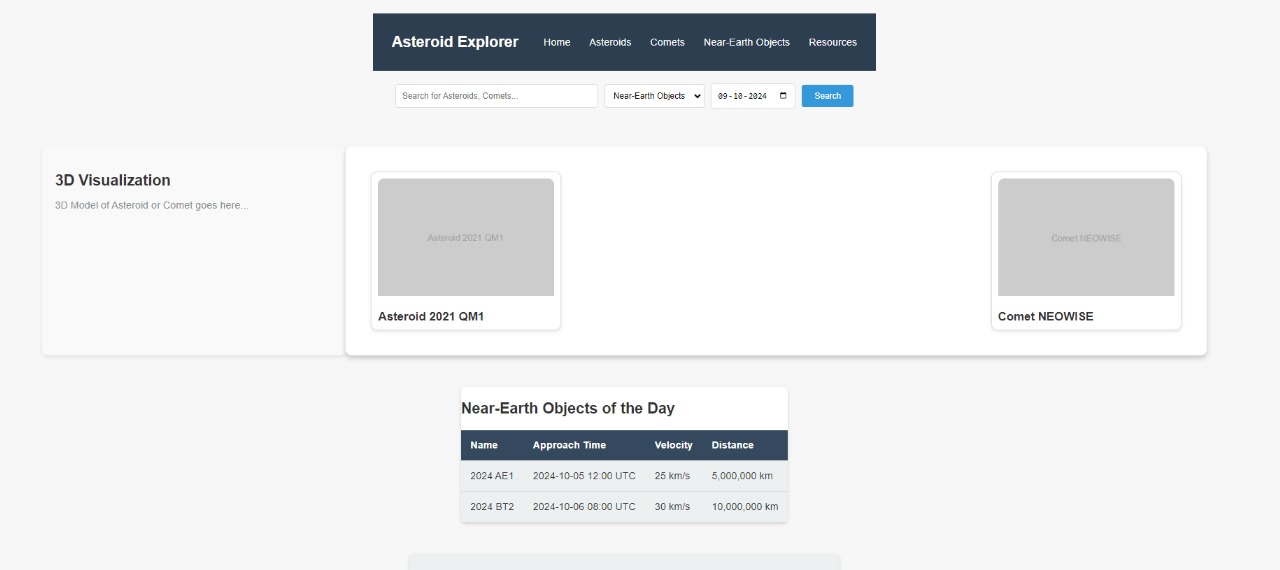 Asteroid Explorer Home Asteroids Comets Near-Earth Objects Resources
Search for Asteroids, Comets... Near-Earth Objects 09-10-2024 Search
3D Visualization
3D Model of Asteroid or Comet goes here...
Asteroid 2021 QM1
Asteroid 2021 QM1
Comet NEOWISE
Comet NEOWISE
Near-Earth Objects of the Day
Name Approach Time Velocity Distance
2024 AE1 2024-10-05 12:00 UTC 25 km/s 5,000,000 km
2024 BT2 2024-10-06 08:00 UTC 30 km/s 10,000,000 km